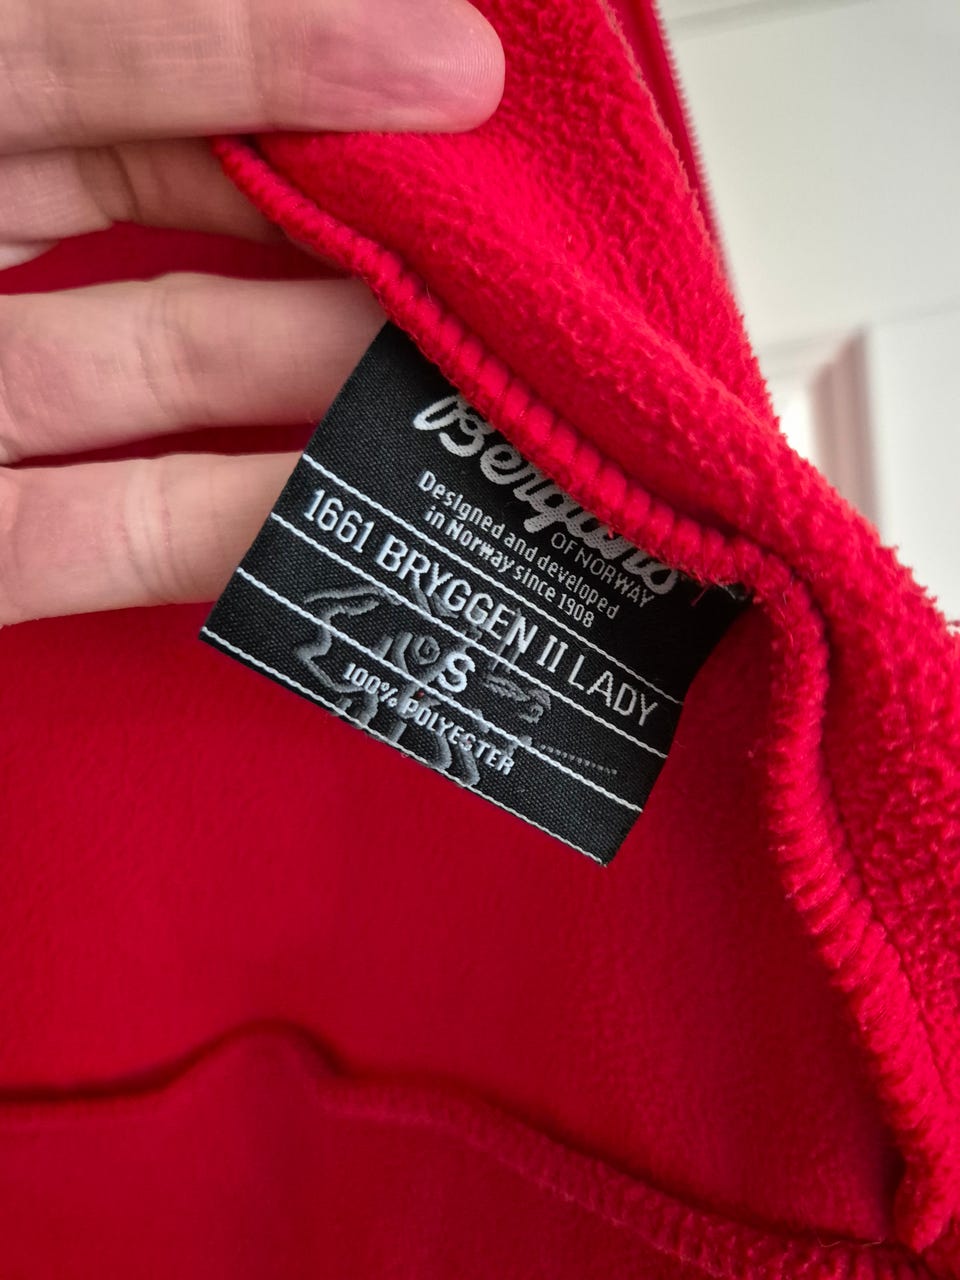 Bergans
OF NORWAY
Designed and developed
in Norway since 1908
1661 BRYGGEN II LADY
S
100% POLYESTER